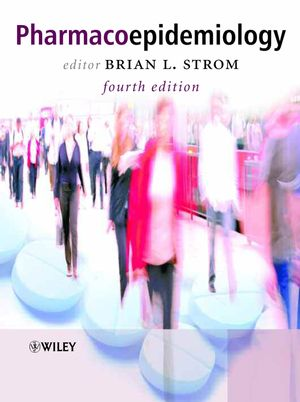 Pharmacoepidemiology
editor BRIAN L. STROM
fourth edition
WILEY